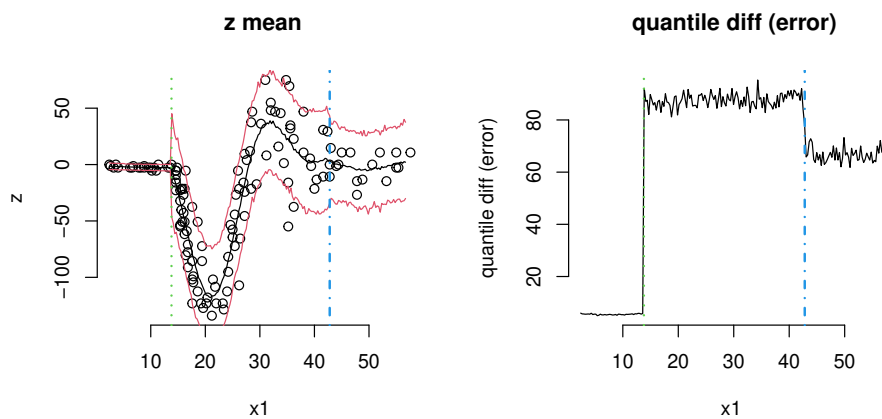 z mean
z
50
0
−50
−100
10 20 30 40 50
x1
quantile diff (error)
quantile diff (error)
80
60
40
20
10 20 30 40 50
x1